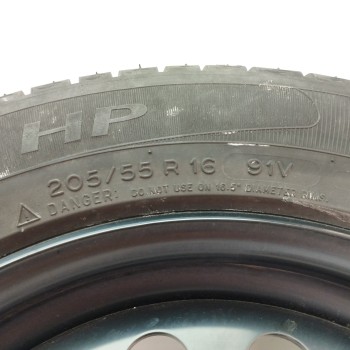 HP
205/55 R 16 91V
DANGER: DO NOT USE ON 16.5" DIAMETER RIMS